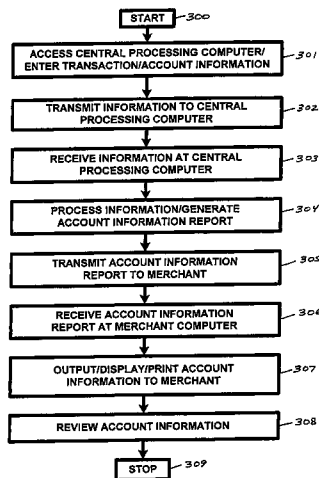 START 300
ACCESS CENTRAL PROCESSING COMPUTER/
ENTER TRANSACTION/ACCOUNT INFORMATION 301
TRANSMIT INFORMATION TO CENTRAL
PROCESSING COMPUTER 302
RECEIVE INFORMATION AT CENTRAL
PROCESSING COMPUTER 303
PROCESS INFORMATION/GENERATE
ACCOUNT INFORMATION REPORT 304
TRANSMIT ACCOUNT INFORMATION
REPORT TO MERCHANT 305
RECEIVE ACCOUNT INFORMATION
REPORT AT MERCHANT COMPUTER 306
OUTPUT/DISPLAY/PRINT ACCOUNT
INFORMATION TO MERCHANT 307
REVIEW ACCOUNT INFORMATION 308
STOP 309